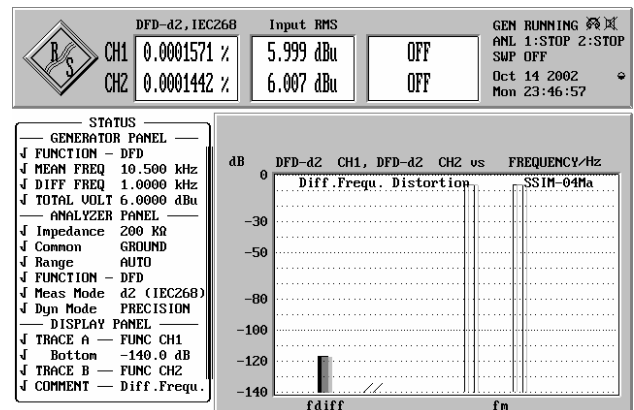 DFD-d2,IEC268 Input RMS
R S
CH1 0.0001571 % 5.999 dBu OFF
CH2 0.0001442 % 6.007 dBu OFF
GEN RUNNING
ANL 1:STOP 2:STOP
SWP OFF
Oct 14 2002
Mon 23:46:57
STATUS
GENERATOR PANEL
√ FUNCTION – DFD
√ MEAN FREQ 10.500 kHz
√ DIFF FREQ 1.0000 kHz
√ TOTAL VOLT 6.0000 dBu
ANALYZER PANEL
√ Impedance 200 KΩ
√ Common GROUND
√ Range AUTO
√ FUNCTION – DFD
√ Meas Mode d2 (IEC268)
√ Dyn Mode PRECISION
DISPLAY PANEL
√ TRACE A — FUNC CH1
√ Bottom -140.0 dB
√ TRACE B — FUNC CH2
√ COMMENT — Diff.Frequ.
dB DFD-d2 CH1, DFD-d2 CH2 vs FREQUENCY/Hz
Diff.Frequ. Distortion SSIM-04Ma
0
-30
-50
-80
-100
-120
-140
fdiff fm